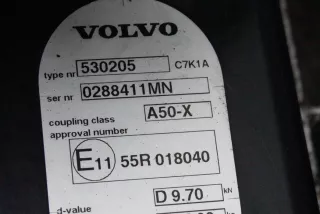 VOLVO
type nr 530205 C7K1A
ser nr 0288411MN
coupling class A50-X
approval number
E11 55R 018040
d-value D 9.70 kN